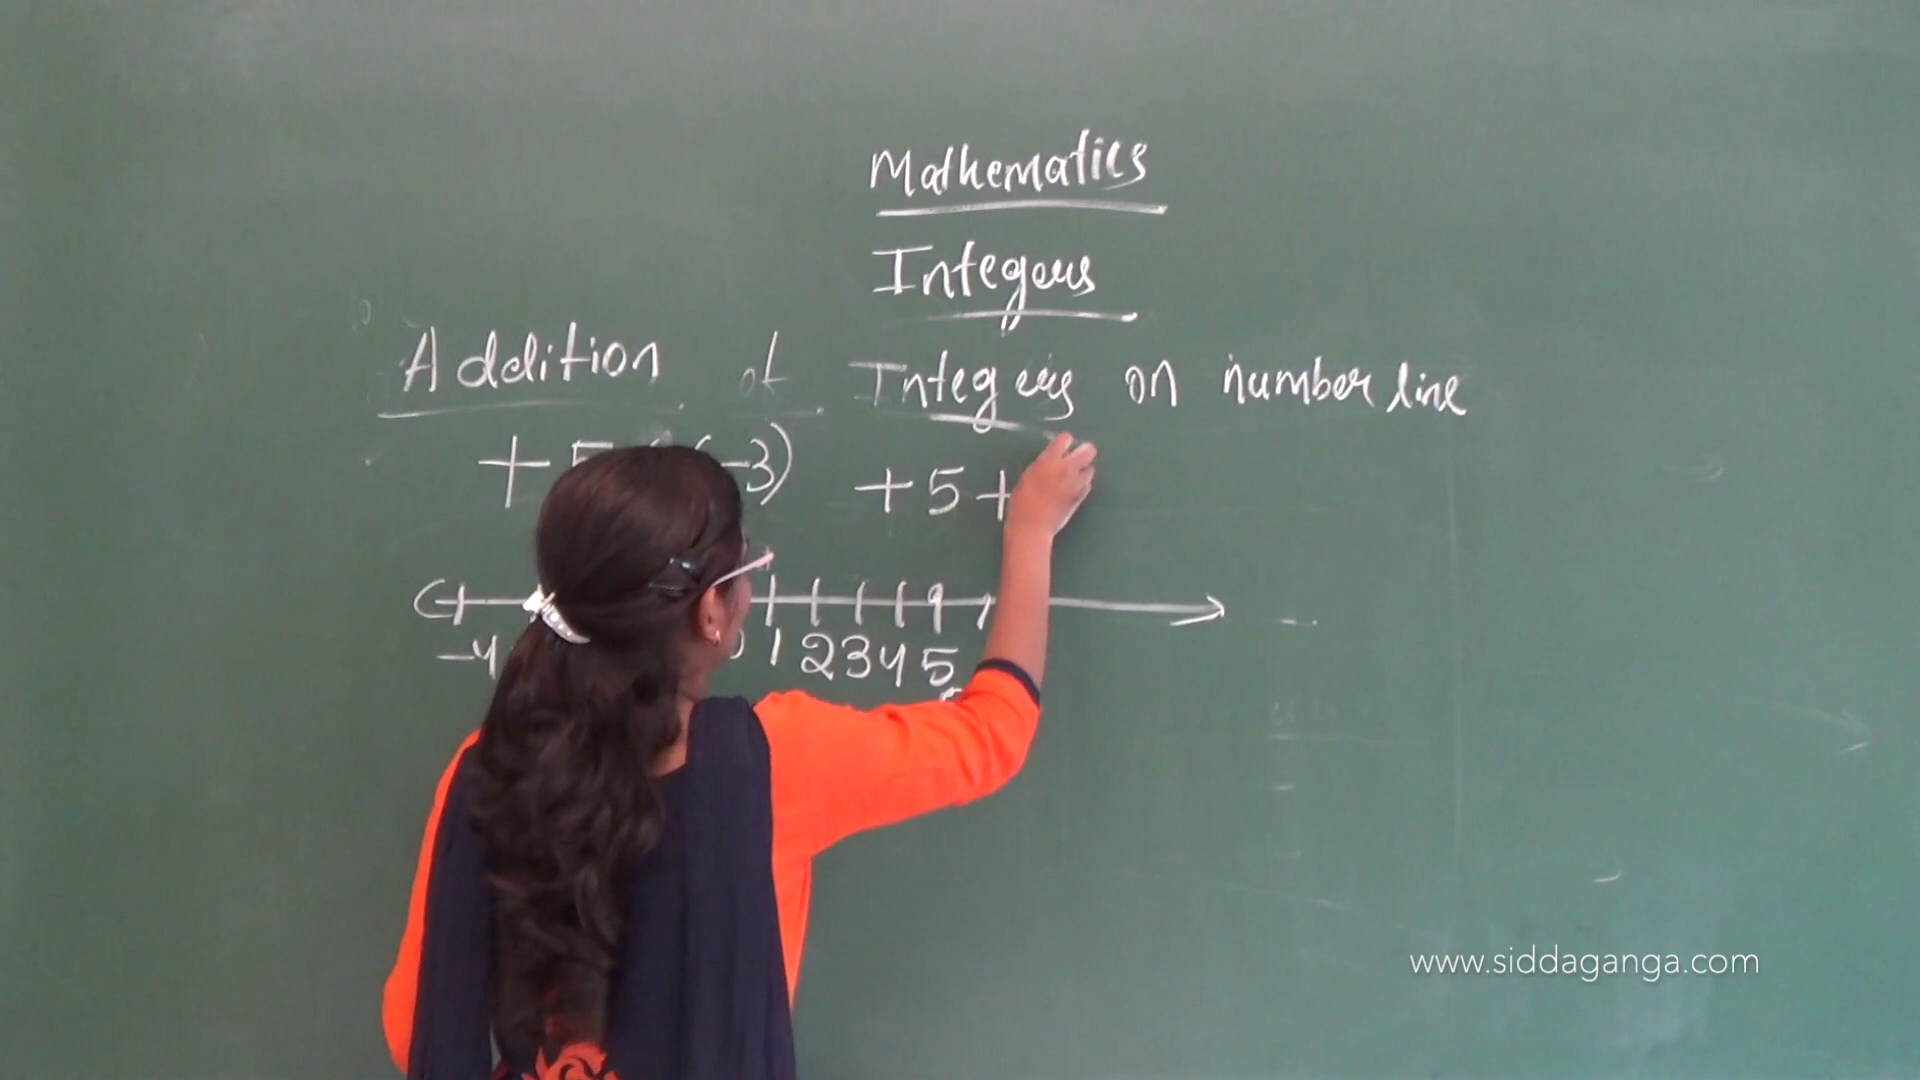 Mathematics
Integers
Addition of Integers on number line
+ 5 (-3) +5+
-4 0 1 2 3 4 5
www.siddaganga.com